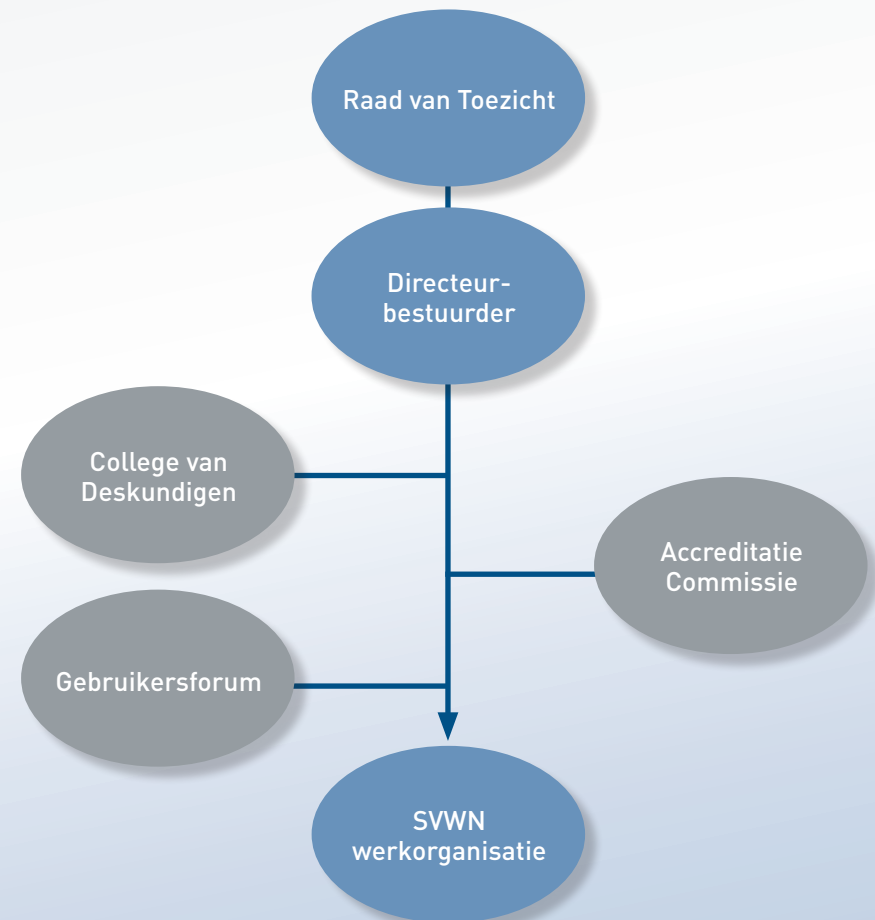 Raad van Toezicht
Directeur-
bestuurder
College van
Deskundigen
Accreditatie
Commissie
Gebruikersforum
SVWN
werkorganisatie